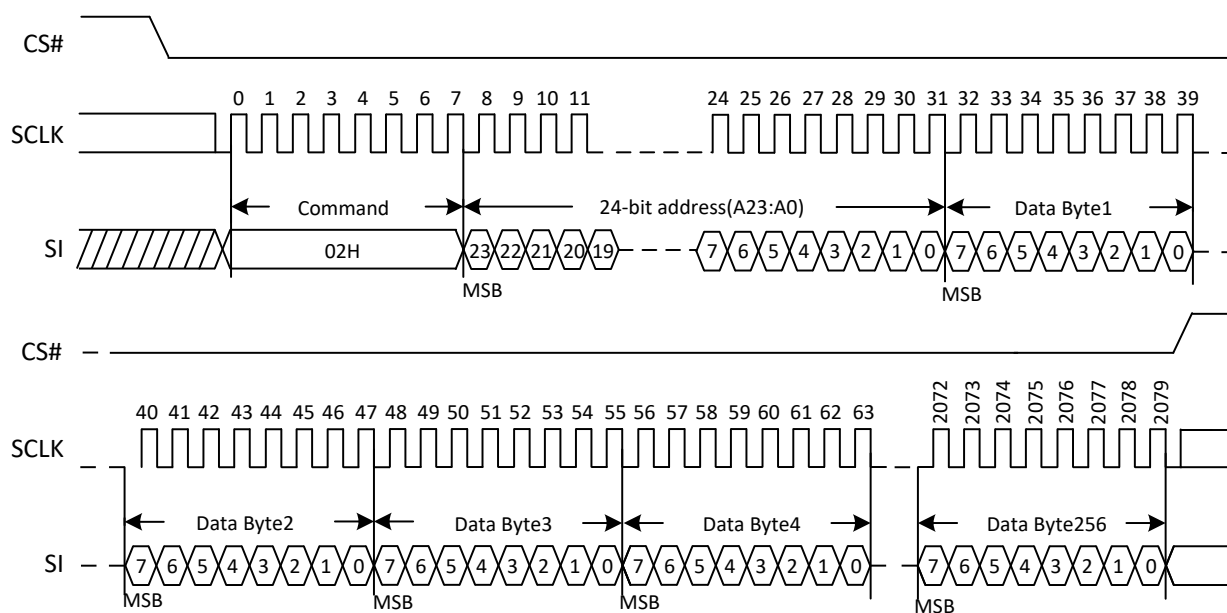 CS#
0 1 2 3 4 5 6 7 8 9 10 11 24 25 26 27 28 29 30 31 32 33 34 35 36 37 38 39
SCLK
Command 24-bit address(A23:A0) Data Byte1
SI 02H 23 22 21 20 19 7 6 5 4 3 2 1 0 7 6 5 4 3 2 1 0
MSB MSB
CS#
40 41 42 43 44 45 46 47 48 49 50 51 52 53 54 55 56 57 58 59 60 61 62 63 2072 2073 2074 2075 2076 2077 2078 2079
SCLK
Data Byte2 Data Byte3 Data Byte4 Data Byte256
SI 7 6 5 4 3 2 1 0 7 6 5 4 3 2 1 0 7 6 5 4 3 2 1 0 7 6 5 4 3 2 1 0
MSB MSB MSB MSB